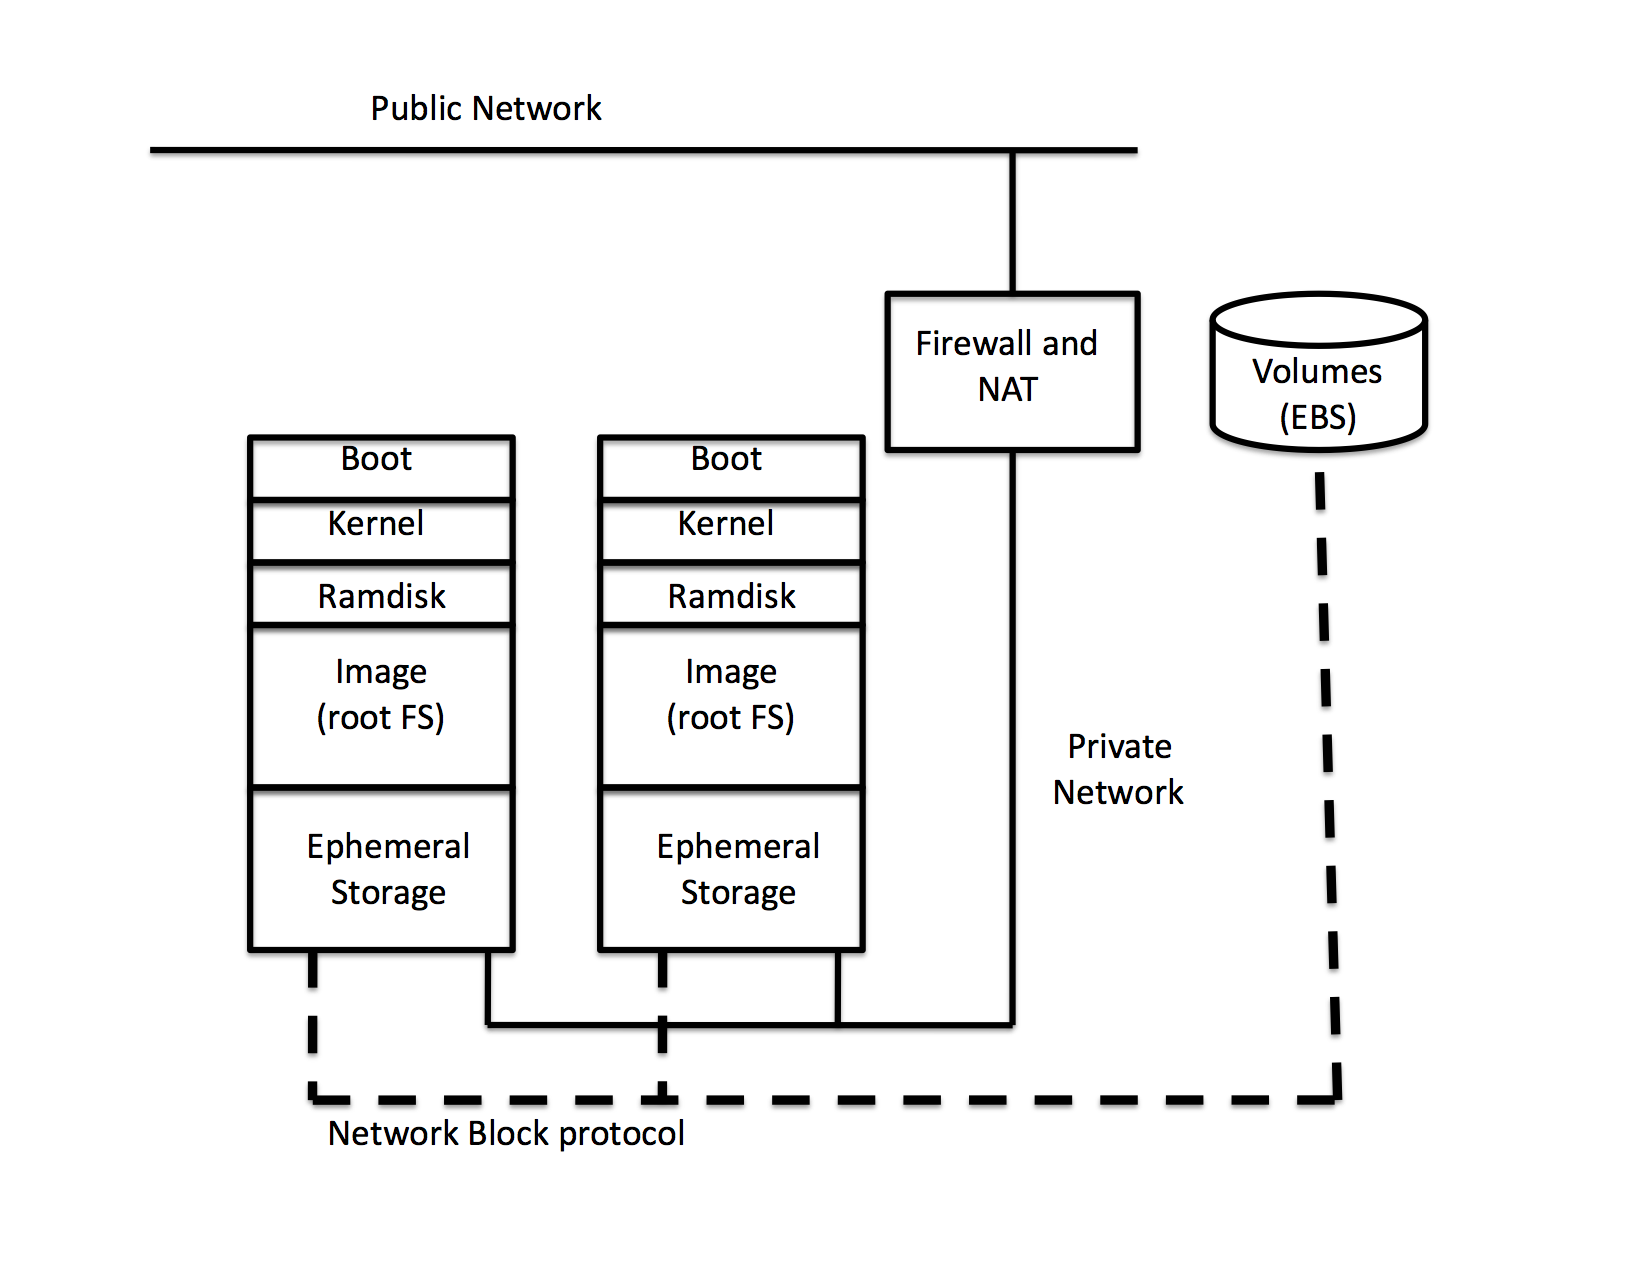 Public Network
Firewall and
NAT
Volumes
(EBS)
Boot
Kernel
Ramdisk
Image
(root FS)
Ephemeral
Storage
Boot
Kernel
Ramdisk
Image
(root FS)
Ephemeral
Storage
Private
Network
Network Block protocol